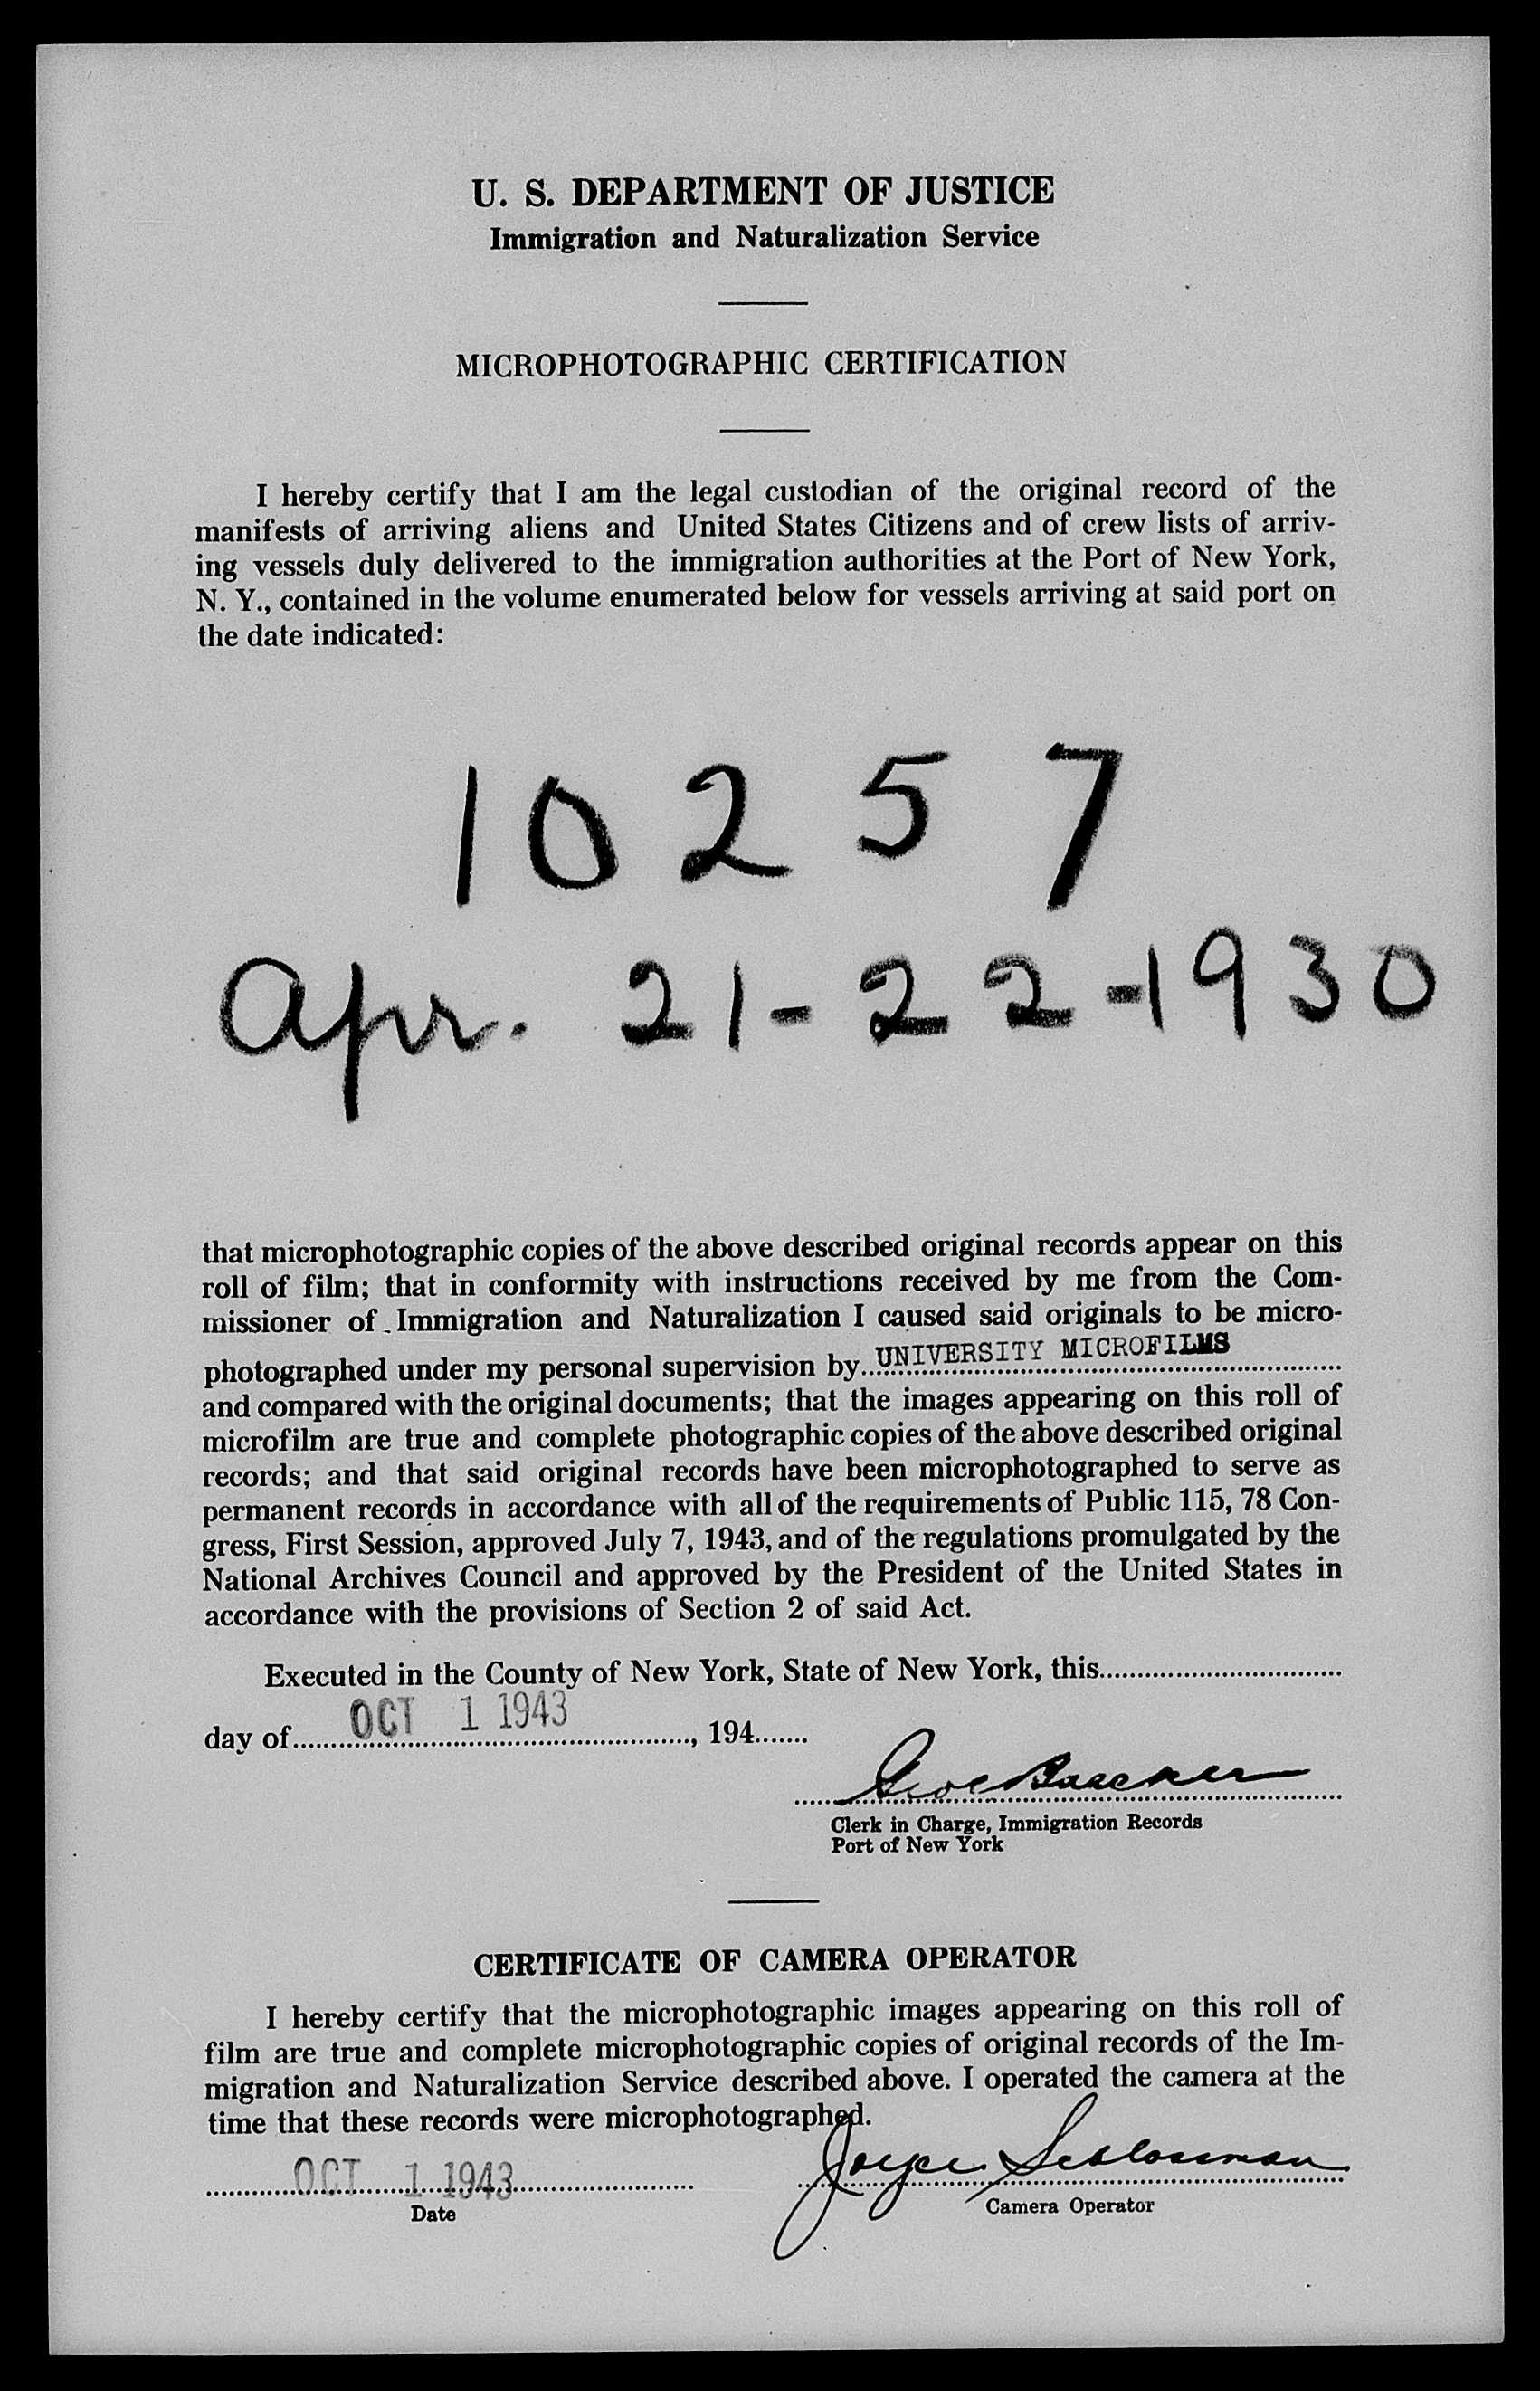 U. S. DEPARTMENT OF JUSTICE
Immigration and Naturalization Service
MICROPHOTOGRAPHIC CERTIFICATION
I hereby certify that I am the legal custodian of the original record of the
manifests of arriving aliens and United States Citizens and of crew lists of arriv-
ing vessels duly delivered to the immigration authorities at the Port of New York,
N. Y., contained in the volume enumerated below for vessels arriving at said port on
the date indicated:
10257
Apr. 21-22-1930
that microphotographic copies of the above described original records appear on this
roll of film; that in conformity with instructions received by me from the Com-
missioner of Immigration and Naturalization I caused said originals to be micro-
photographed under my personal supervision by UNIVERSITY MICROFILMS
and compared with the original documents; that the images appearing on this roll of
microfilm are true and complete photographic copies of the above described original
records; and that said original records have been microphotographed to serve as
permanent records in accordance with all of the requirements of Public 115, 78 Con-
gress, First Session, approved July 7, 1943, and of the regulations promulgated by the
National Archives Council and approved by the President of the United States in
accordance with the provisions of Section 2 of said Act.
Executed in the County of New York, State of New York, this
day of OCT 1 1943, 194
Clerk in Charge, Immigration Records
Port of New York
CERTIFICATE OF CAMERA OPERATOR
I hereby certify that the microphotographic images appearing on this roll of
film are true and complete microphotographic copies of original records of the Im-
migration and Naturalization Service described above. I operated the camera at the
time that these records were microphotographed.
OCT 1 1943 Joyce Schlossman
Date Camera Operator